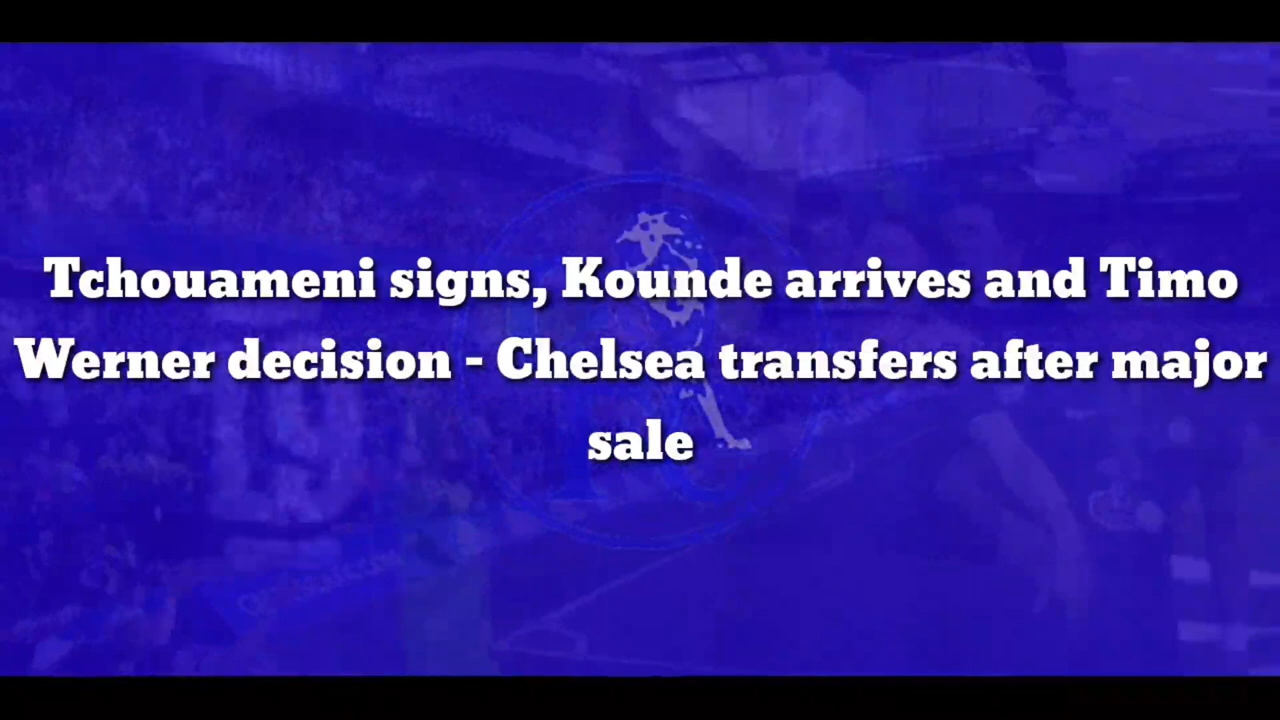 Tchouameni signs, Kounde arrives and Timo
Werner decision - Chelsea transfers after major
sale